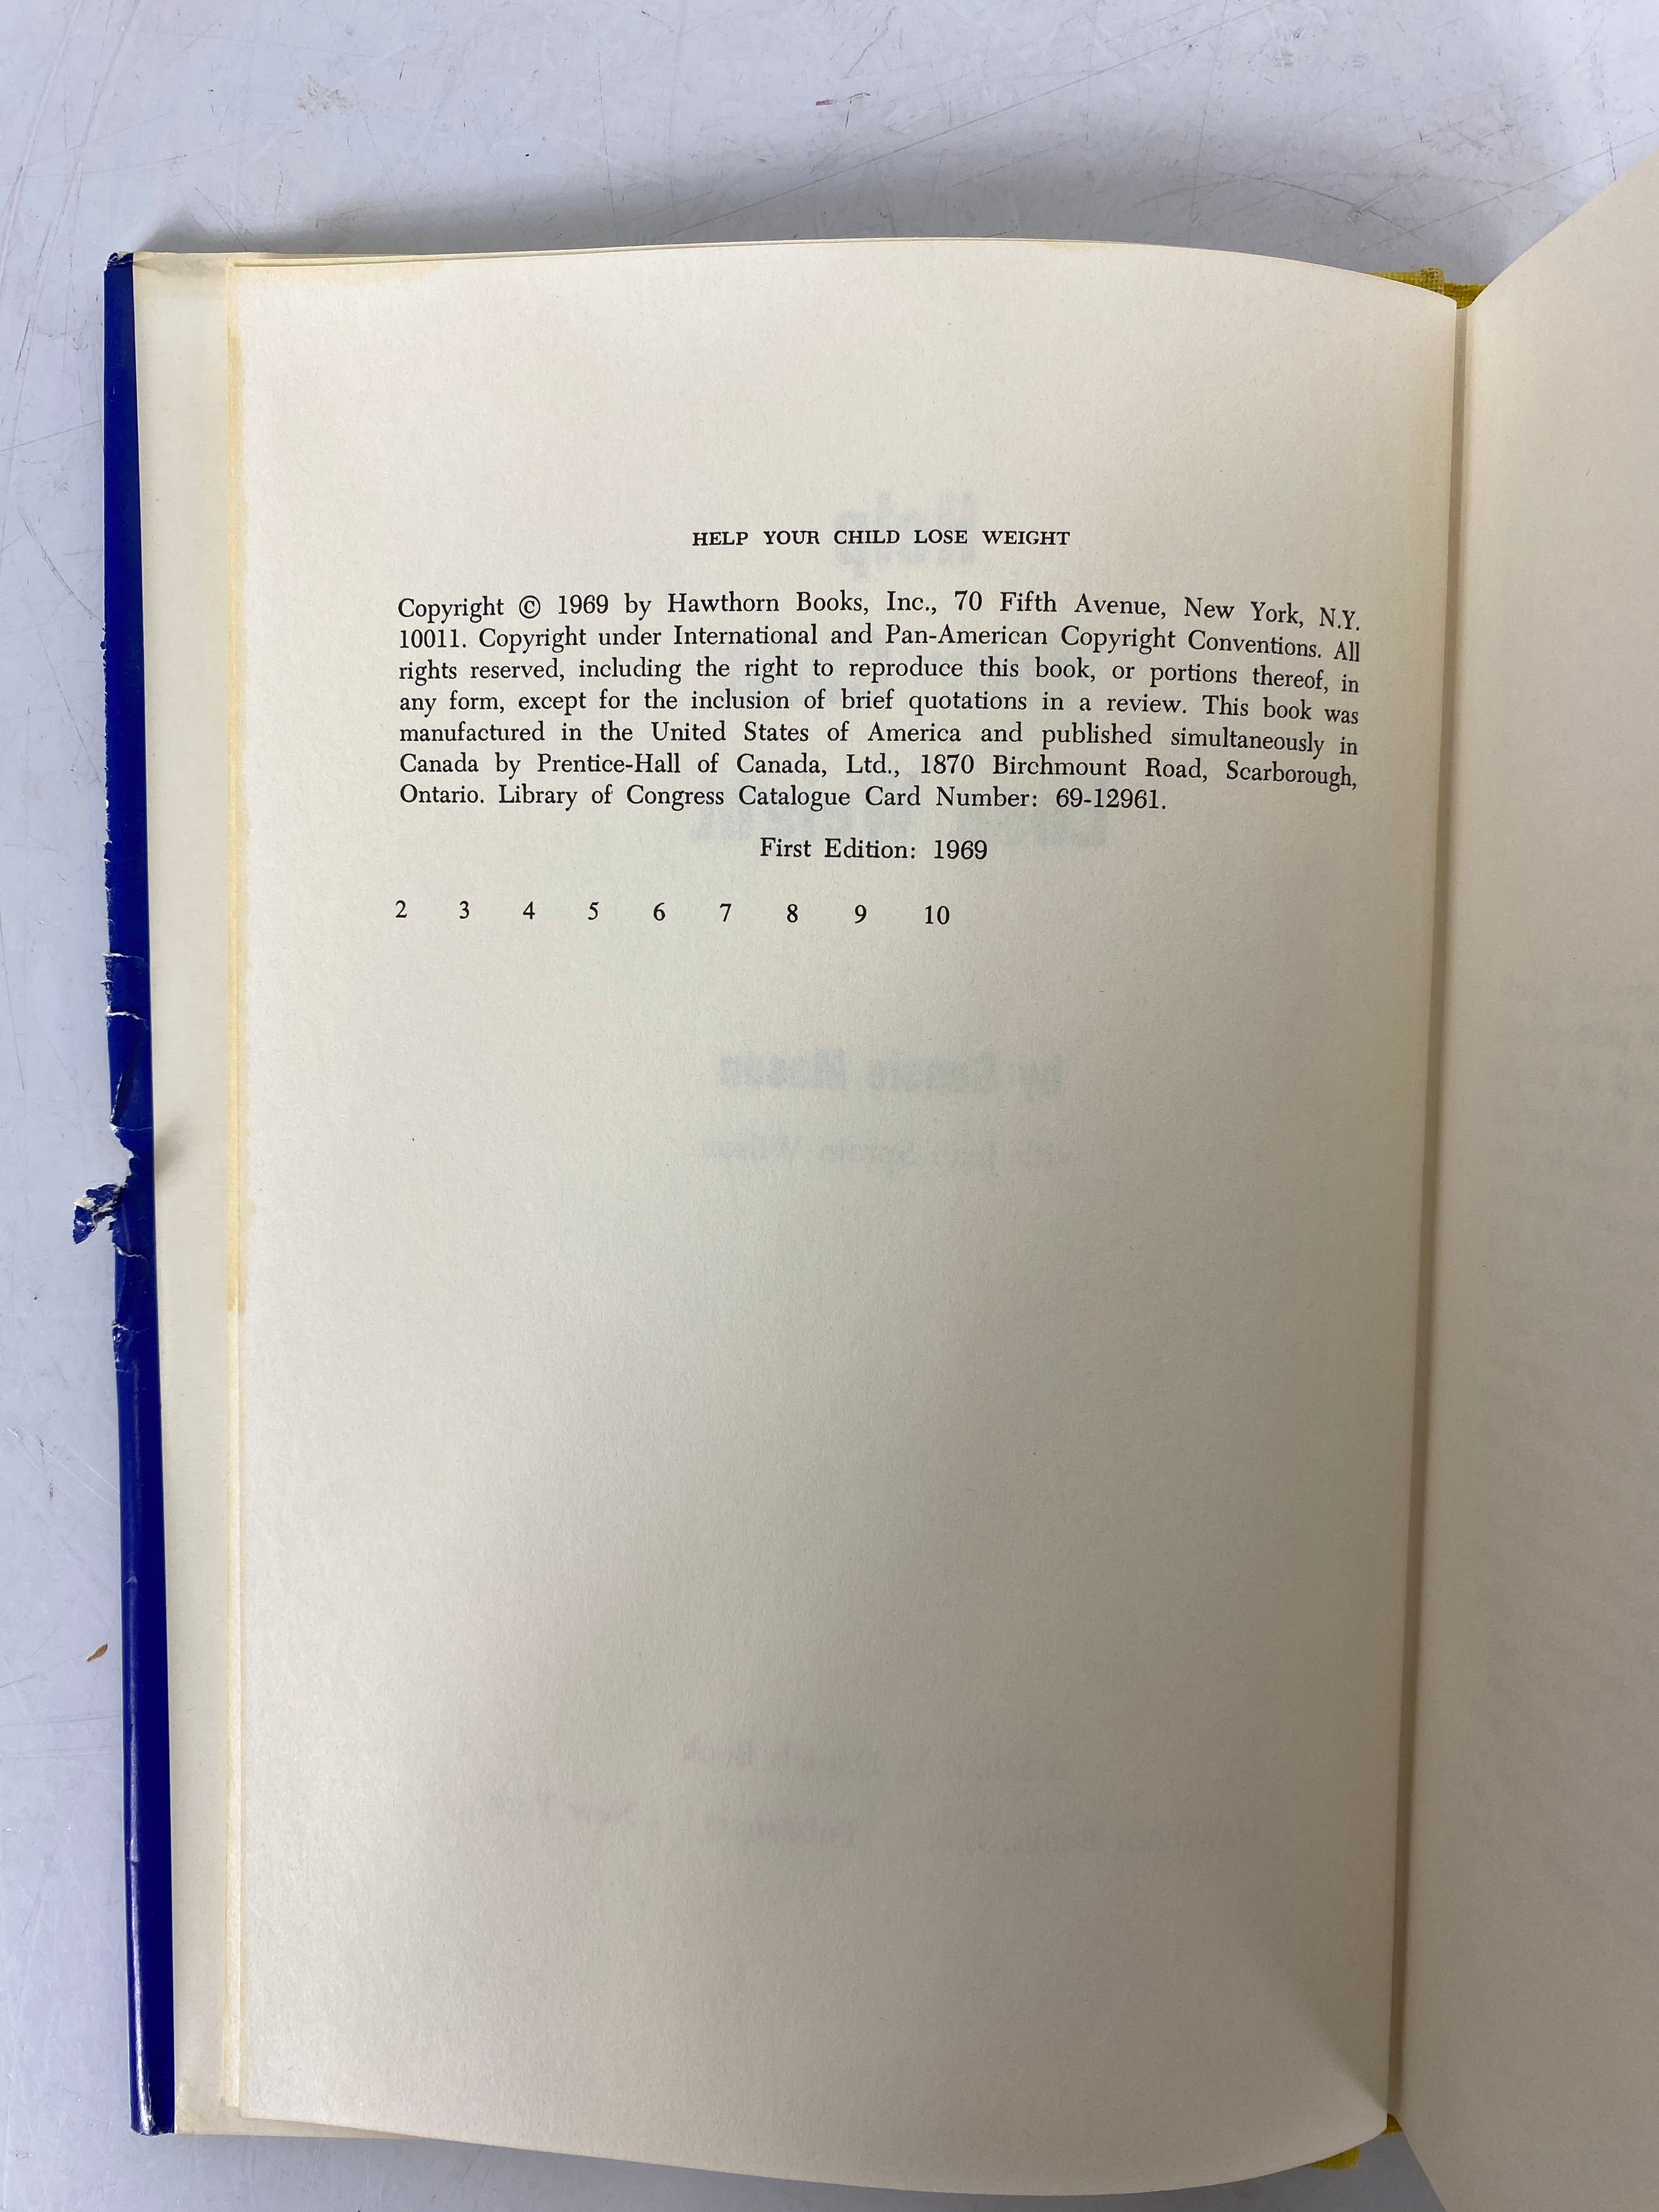 HELP YOUR CHILD LOSE WEIGHT
Copyright © 1969 by Hawthorn Books, Inc., 70 Fifth Avenue, New York, N.Y.
10011. Copyright under International and Pan-American Copyright Conventions. All
rights reserved, including the right to reproduce this book, or portions thereof, in
any form, except for the inclusion of brief quotations in a review. This book was
manufactured in the United States of America and published simultaneously in
Canada by Prentice-Hall of Canada, Ltd., 1870 Birchmount Road, Scarborough,
Ontario. Library of Congress Catalogue Card Number: 69-12961.
First Edition: 1969
2 3 4 5 6 7 8 9 10